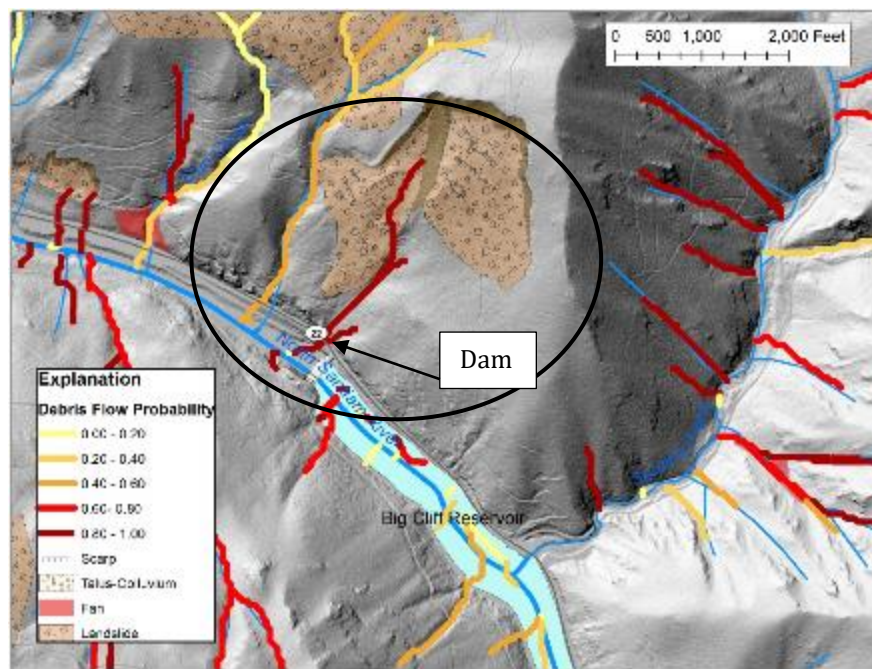 0 500 1,000 2,000 Feet
22
Dam
North Santiam River
Big Cliff Reservoir
Explanation
Debris Flow Probability
0.00 - 0.20
0.20 - 0.40
0.40 - 0.60
0.60- 0.80
0.80 - 1.00
Scarp
Talus-Colluvium
Fan
Landslide